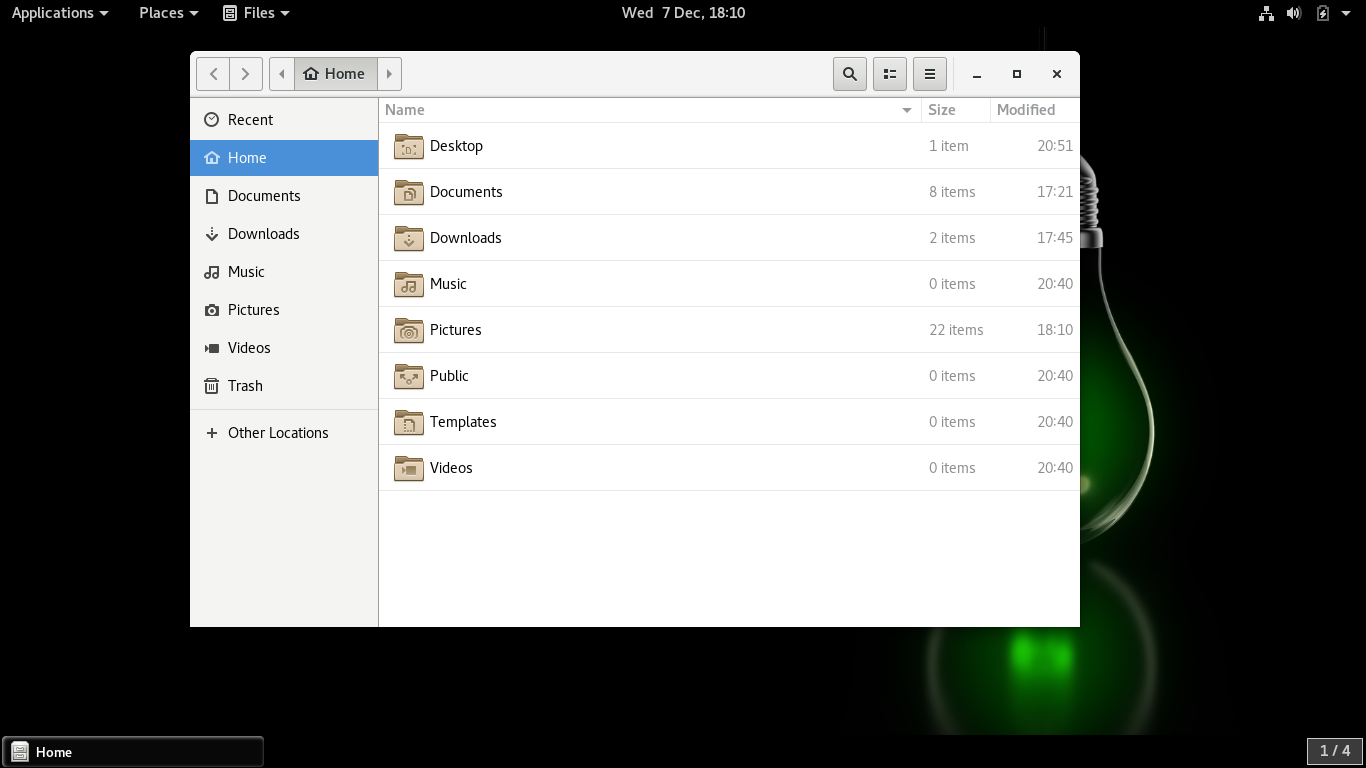 Applications Places Files Wed 7 Dec, 18:10
Home
Name Size Modified
Recent
Home
Documents
Downloads
Music
Pictures
Videos
Trash
Other Locations
Desktop 1 item 20:51
Documents 8 items 17:21
Downloads 2 items 17:45
Music 0 items 20:40
Pictures 22 items 18:10
Public 0 items 20:40
Templates 0 items 20:40
Videos 0 items 20:40
Home 1 / 4